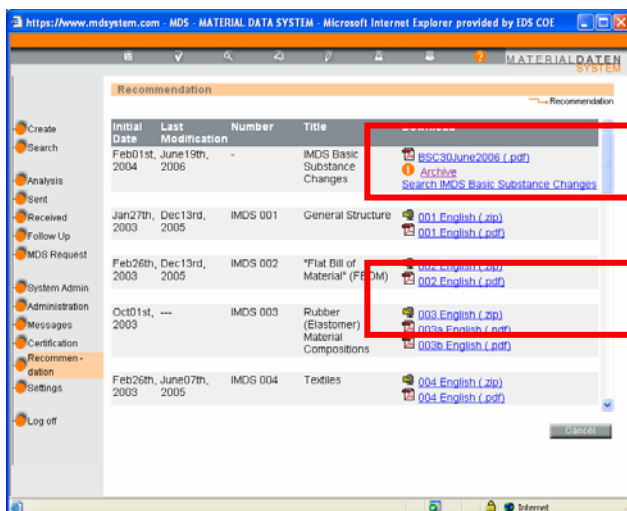 https://www.mdsystem.com - MDS - MATERIAL DATA SYSTEM - Microsoft Internet Explorer provided by EDS COE
MATERIALDATEN
SYSTEM
Recommendation
Recommendation
Create
Search
Analysis
Sent
Received
Follow Up
MDS Request
System Admin
Administration
Messages
Certification
Recommen -
dation
Settings
Log off
Initial Date Last Modification Number Title
Feb01st, 2004 June19th, 2006 - IMDS Basic Substance Changes
BSC30June2006 (.pdf)
Archive
Search IMDS Basic Substance Changes
Jan27th, 2003 Dec13rd, 2005 IMDS 001 General Structure
001 English (.zip)
001 English (.pdf)
Feb26th, 2003 Dec13rd, 2005 IMDS 002 "Flat Bill of Material"
002 English (.zip)
002 English (.pdf)
Oct01st, 2003 --- IMDS 003 Rubber (Elastomer) Material Compositions
003 English (.zip)
003a English (.pdf)
003b English (.pdf)
Feb26th, 2003 June07th, 2005 IMDS 004 Textiles
004 English (.zip)
004 English (.pdf)
Cancel
Internet